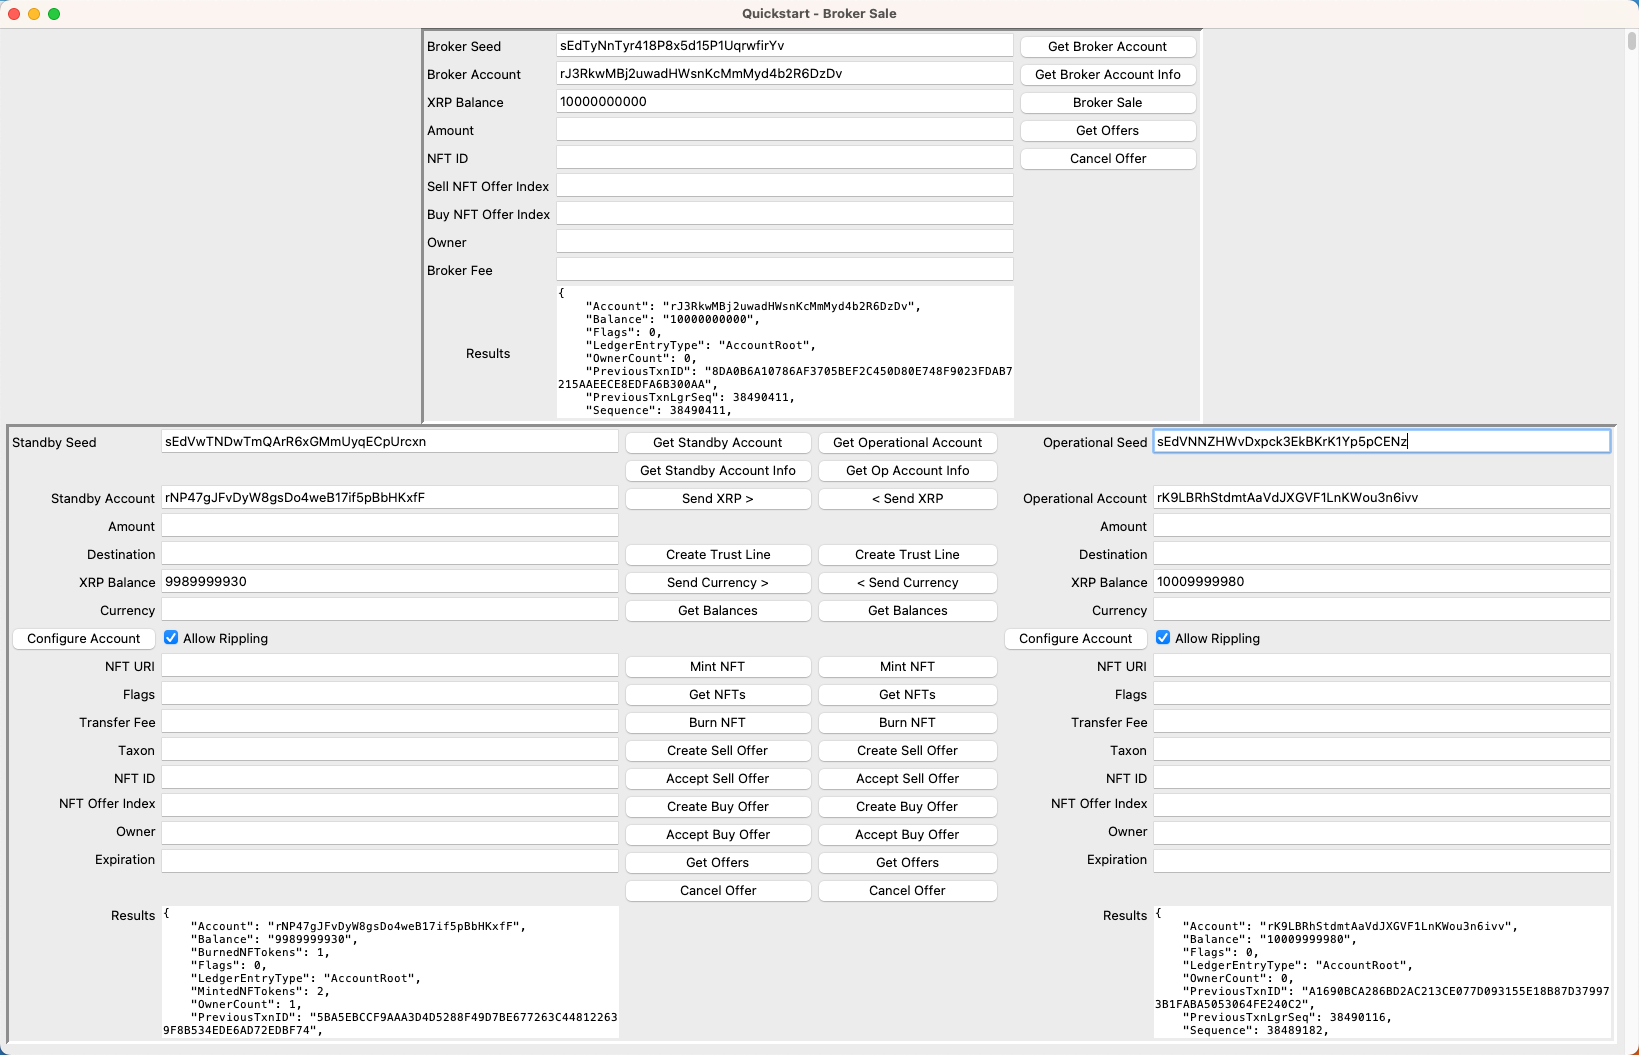 Quickstart - Broker Sale
Broker Seed sEdTyNnTyr418P8x5d15P1UqrwfirYv Get Broker Account
Broker Account rJ3RkwMBj2uwadHWsnKcMmMyd4b2R6DzDv Get Broker Account Info
XRP Balance 10000000000 Broker Sale
Amount Get Offers
NFT ID Cancel Offer
Sell NFT Offer Index
Buy NFT Offer Index
Owner
Broker Fee
Results
{
"Account": "rJ3RkwMBj2uwadHWsnKcMmMyd4b2R6DzDv",
"Balance": "10000000000",
"Flags": 0,
"LedgerEntryType": "AccountRoot",
"OwnerCount": 0,
"PreviousTxnID": "8DA0B6A10786AF3705BEF2C450D80E748F9023FDAB7
215AAEECE8EDFA6B300AA",
"PreviousTxnLgrSeq": 38490411,
"Sequence": 38490411,
Standby Seed sEdVwTNDwTmQArR6xGMmUyqECpUrcxn Get Standby Account Get Operational Account Operational Seed sEdVNNZHWvDxpck3EkBKrK1Yp5pCENz
Get Standby Account Info Get Op Account Info
Standby Account rNP47gJFvDyW8gsDo4weB17if5pBbHKxfF Send XRP > < Send XRP Operational Account rK9LBRhStdmtAaVdJXGVF1LnKWou3n6ivv
Amount Amount
Destination Create Trust Line Create Trust Line Destination
XRP Balance 9989999930 Send Currency > < Send Currency XRP Balance 10009999980
Currency Get Balances Get Balances Currency
Configure Account Allow Rippling Configure Account Allow Rippling
NFT URI Mint NFT Mint NFT NFT URI
Flags Get NFTs Get NFTs Flags
Transfer Fee Burn NFT Burn NFT Transfer Fee
Taxon Create Sell Offer Create Sell Offer Taxon
NFT ID Accept Sell Offer Accept Sell Offer NFT ID
NFT Offer Index Create Buy Offer Create Buy Offer NFT Offer Index
Owner Accept Buy Offer Accept Buy Offer Owner
Expiration Get Offers Get Offers Expiration
Cancel Offer Cancel Offer
Results
{
"Account": "rNP47gJFvDyW8gsDo4weB17if5pBbHKxfF",
"Balance": "9989999930",
"BurnedNFTokens": 1,
"Flags": 0,
"LedgerEntryType": "AccountRoot",
"MintedNFTokens": 2,
"OwnerCount": 1,
"PreviousTxnID": "5BA5EBCCF9AAA3D4D5288F49D7BE677263C44812263
9F8B534EDE6AD72EDBF74",
Results
{
"Account": "rK9LBRhStdmtAaVdJXGVF1LnKWou3n6ivv",
"Balance": "10009999980",
"Flags": 0,
"LedgerEntryType": "AccountRoot",
"OwnerCount": 0,
"PreviousTxnID": "A1690BCA286BD2AC213CE077D093155E18B87D37997
3B1FABA5053064FE240C2",
"PreviousTxnLgrSeq": 38490116,
"Sequence": 38489182,